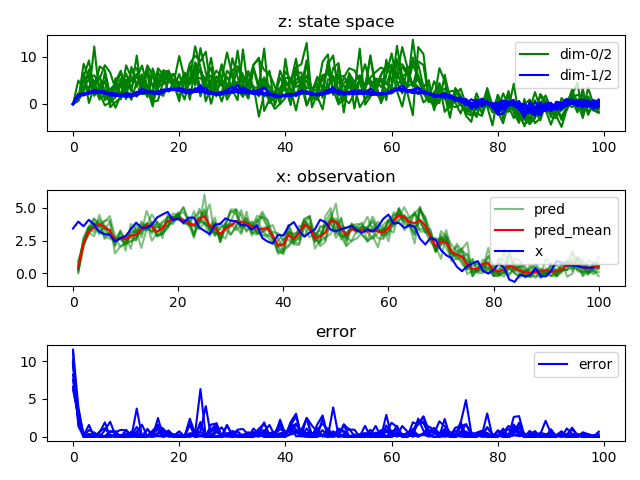 z: state space
10
0
dim-0/2
dim-1/2
0 20 40 60 80 100
x: observation
5.0
2.5
0.0
pred
pred_mean
x
0 20 40 60 80 100
error
10
5
0
error
0 20 40 60 80 100